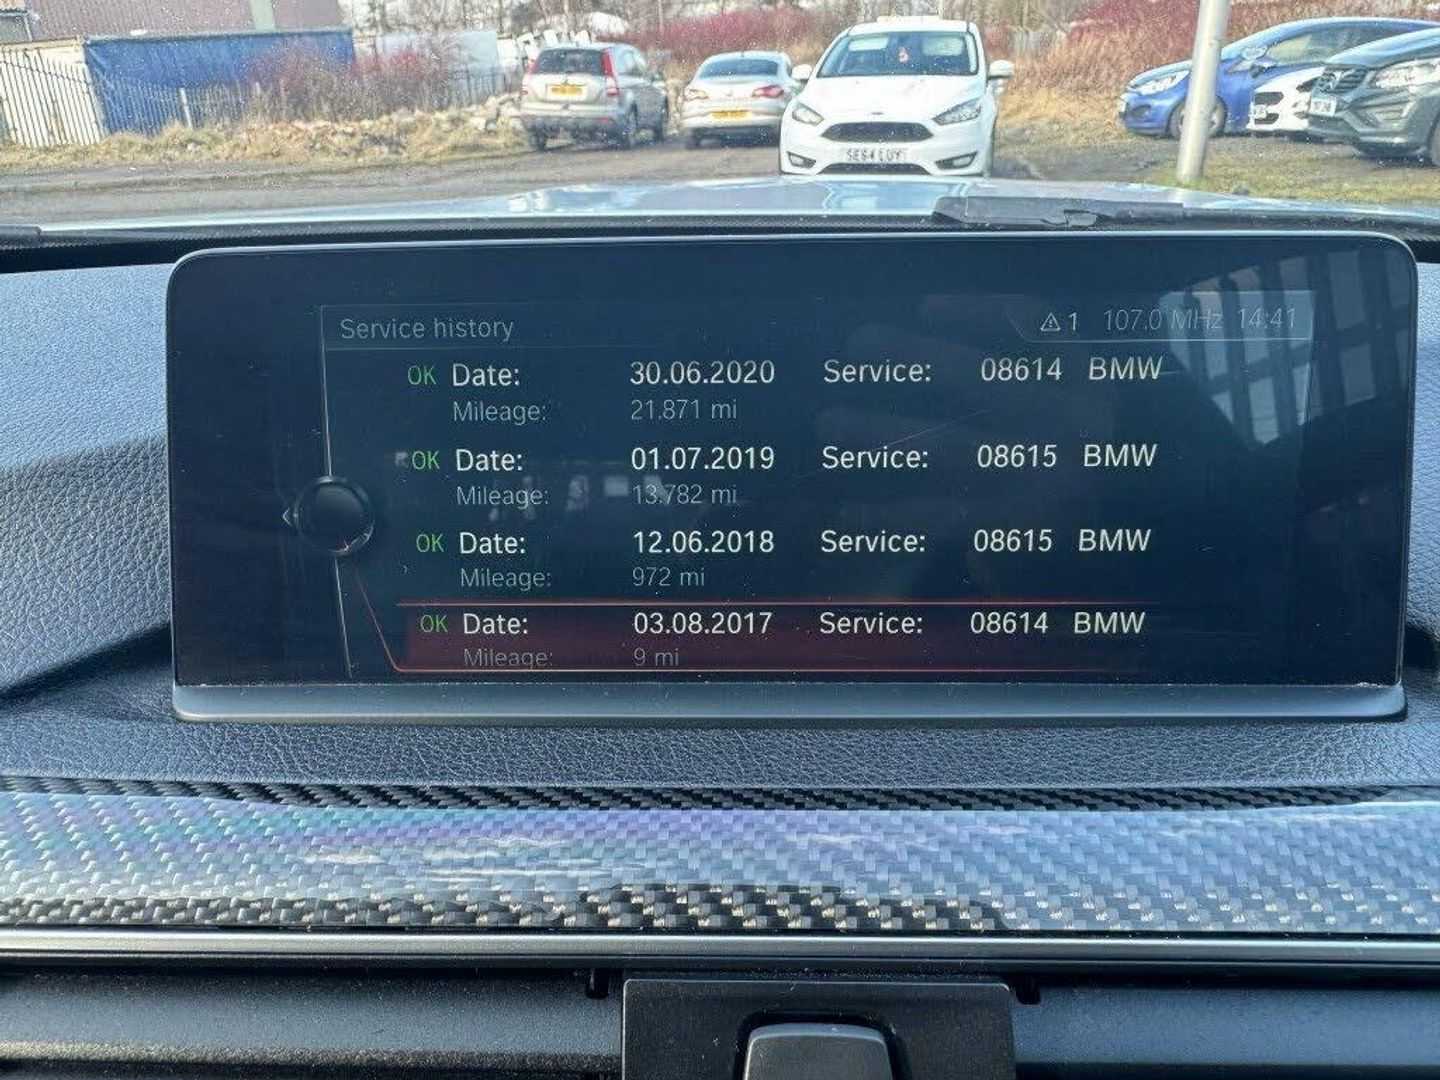 SE64 LUY
Service history 1 107.0 MHz 14:41
OK Date: 30.06.2020 Service: 08614 BMW
Mileage: 21.871 mi
OK Date: 01.07.2019 Service: 08615 BMW
Mileage: 13.782 mi
OK Date: 12.06.2018 Service: 08615 BMW
Mileage: 972 mi
OK Date: 03.08.2017 Service: 08614 BMW
Mileage: 9 mi